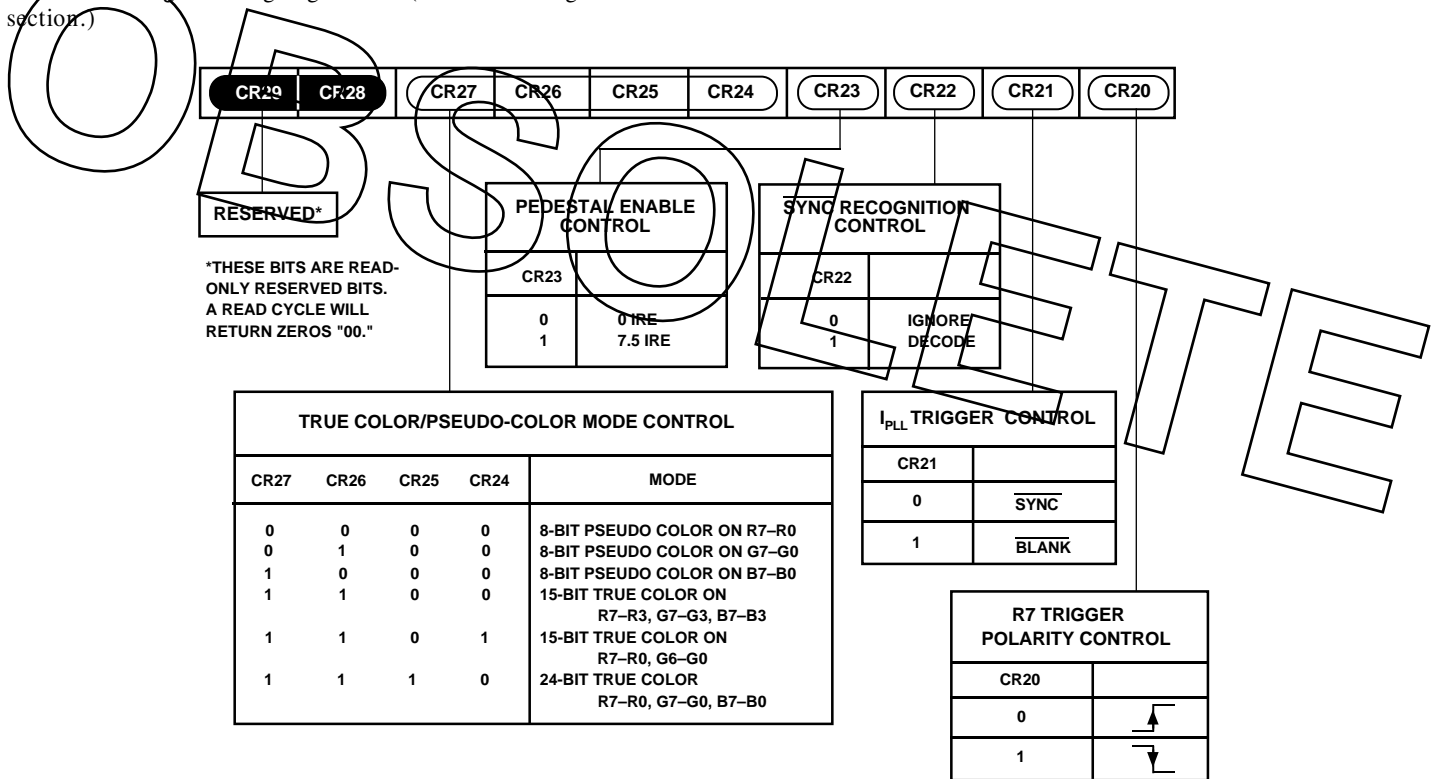 section.)
CR29 CR28 CR27 CR26 CR25 CR24 CR23 CR22 CR21 CR20
RESERVED*
*THESE BITS ARE READ-
ONLY RESERVED BITS.
A READ CYCLE WILL
RETURN ZEROS "00."
PEDESTAL ENABLE
CONTROL
CR23
0 0 IRE
1 7.5 IRE
SYNC RECOGNITION
CONTROL
CR22
0 IGNORE
1 DECODE
TRUE COLOR/PSEUDO-COLOR MODE CONTROL
CR27 CR26 CR25 CR24 MODE
0 0 0 0 8-BIT PSEUDO COLOR ON R7–R0
0 1 0 0 8-BIT PSEUDO COLOR ON G7–G0
1 0 0 0 8-BIT PSEUDO COLOR ON B7–B0
1 1 0 0 15-BIT TRUE COLOR ON
R7–R3, G7–G3, B7–B3
1 1 0 1 15-BIT TRUE COLOR ON
R7–R0, G6–G0
1 1 1 0 24-BIT TRUE COLOR
R7–R0, G7–G0, B7–B0
IPLL TRIGGER CONTROL
CR21
0 SYNC
1 BLANK
R7 TRIGGER
POLARITY CONTROL
CR20
0
1
OBSOLETE